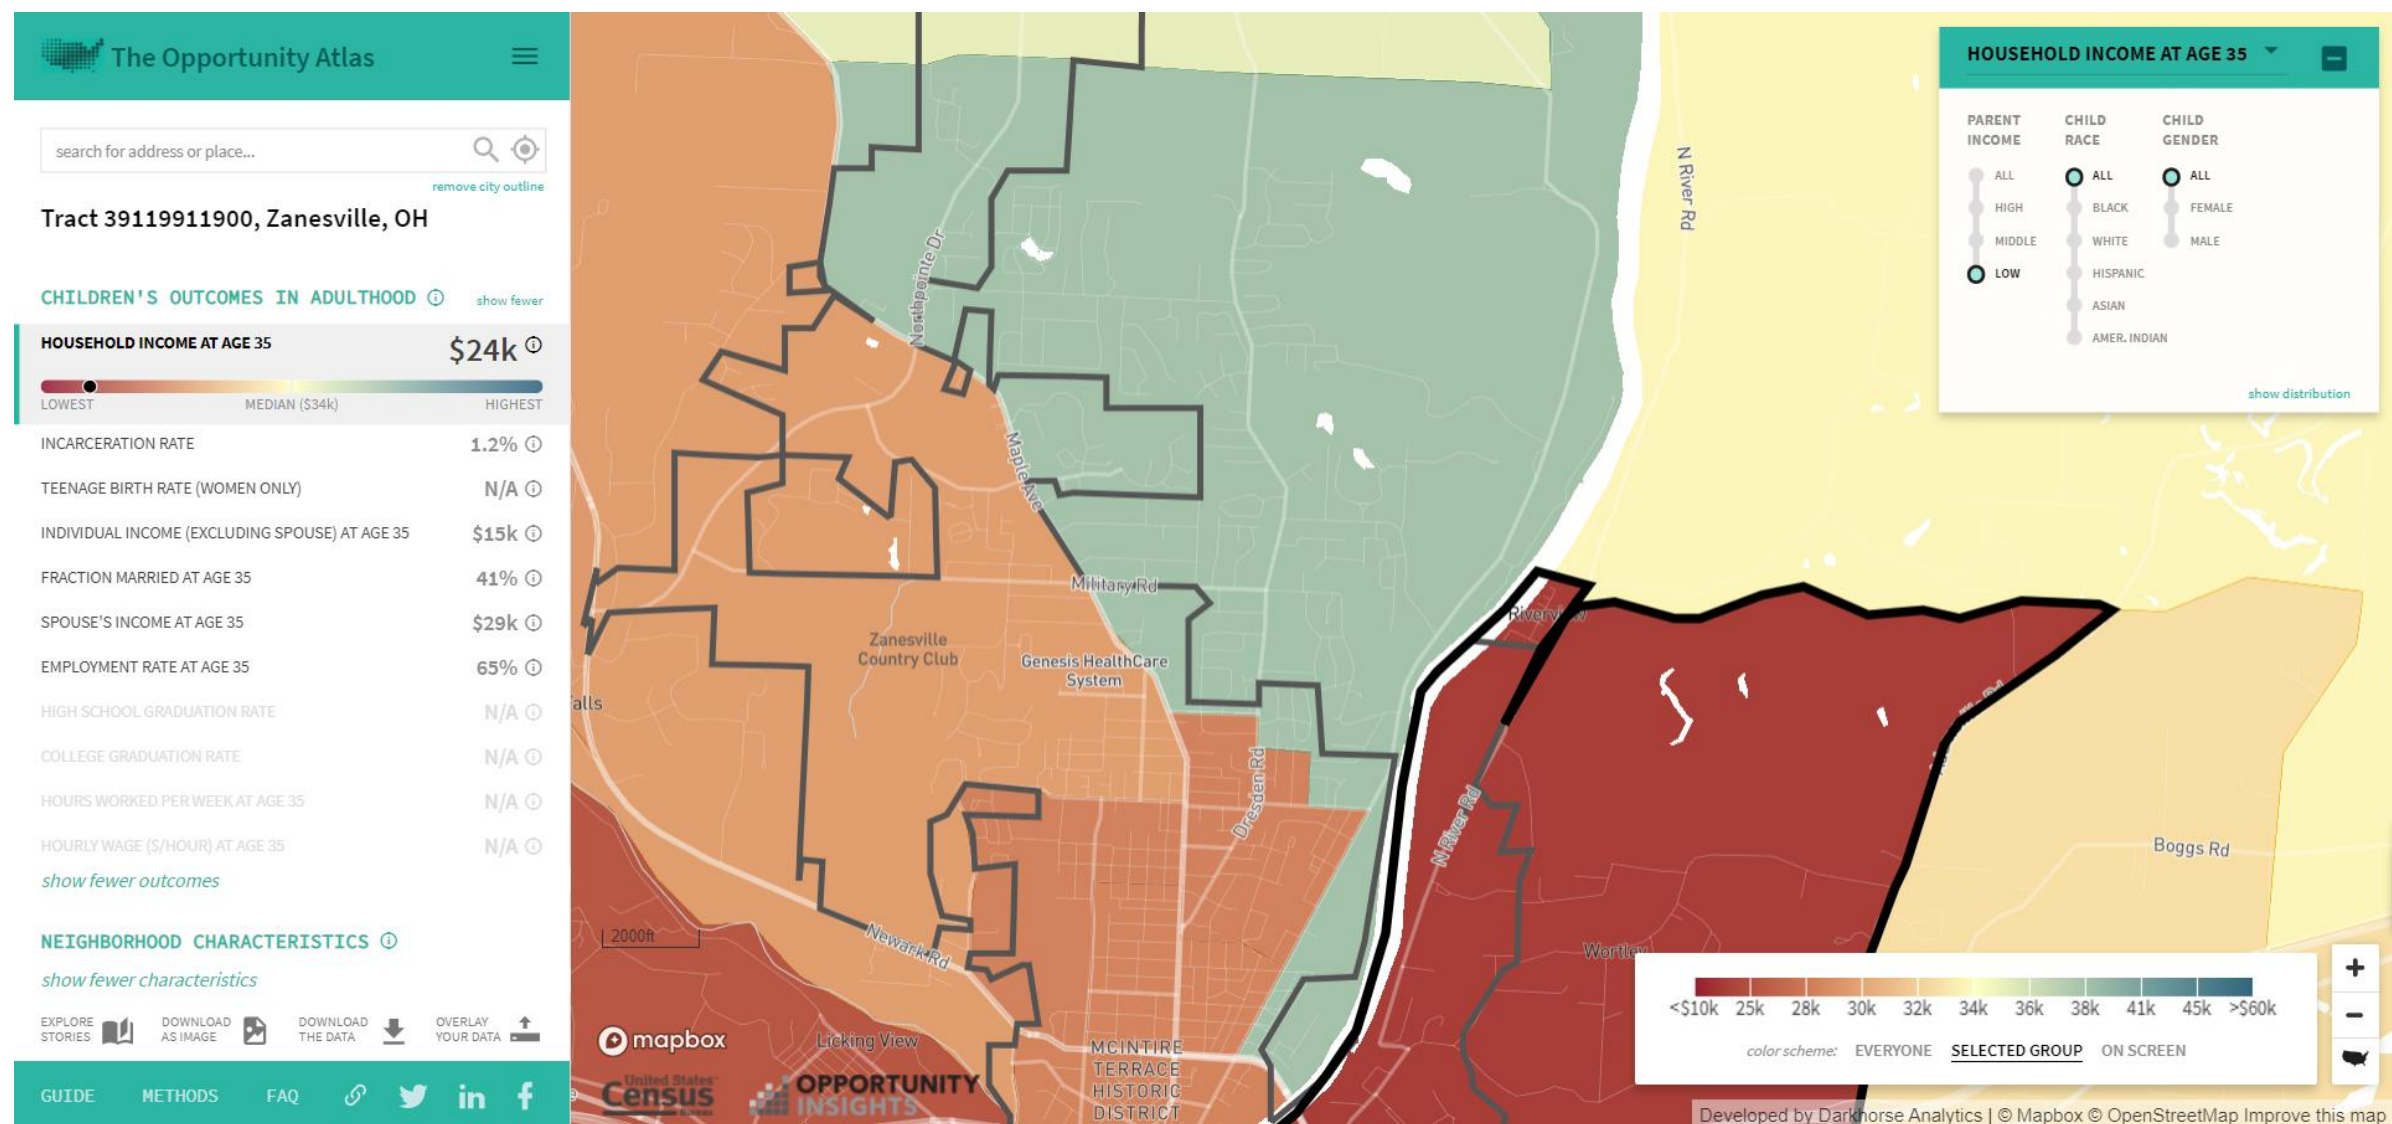 The Opportunity Atlas
search for address or place...
remove city outline
Tract 39119911900, Zanesville, OH
CHILDREN'S OUTCOMES IN ADULTHOOD
show fewer
HOUSEHOLD INCOME AT AGE 35 $24k
LOWEST MEDIAN ($34k) HIGHEST
INCARCERATION RATE 1.2%
TEENAGE BIRTH RATE (WOMEN ONLY) N/A
INDIVIDUAL INCOME (EXCLUDING SPOUSE) AT AGE 35 $15k
FRACTION MARRIED AT AGE 35 41%
SPOUSE'S INCOME AT AGE 35 $29k
EMPLOYMENT RATE AT AGE 35 65%
HIGH SCHOOL GRADUATION RATE N/A
COLLEGE GRADUATION RATE N/A
HOURS WORKED PER WEEK AT AGE 35 N/A
HOURLY WAGE ($/HOUR) AT AGE 35 N/A
show fewer outcomes
NEIGHBORHOOD CHARACTERISTICS
show fewer characteristics
EXPLORE STORIES
DOWNLOAD AS IMAGE
DOWNLOAD THE DATA
OVERLAY YOUR DATA
GUIDE METHODS FAQ
N River Rd
Northpointe Dr
Maple Ave
Military Rd
Zanesville
Country Club
Genesis HealthCare
System
alls
Dresden Rd
N River Rd
Boggs Rd
Newark Rd
2000ft
Licking View
MCINTIRE
TERRACE
HISTORIC
DISTRICT
mapbox
United States
Census
Bureau
OPPORTUNITY
INSIGHTS
HOUSEHOLD INCOME AT AGE 35
PARENT INCOME
ALL
HIGH
MIDDLE
LOW
CHILD RACE
ALL
BLACK
WHITE
HISPANIC
ASIAN
AMER. INDIAN
CHILD GENDER
ALL
FEMALE
MALE
show distribution
<$10k 25k 28k 30k 32k 34k 36k 38k 41k 45k >$60k
color scheme: EVERYONE SELECTED GROUP ON SCREEN
Developed by Darkhorse Analytics | © Mapbox © OpenStreetMap Improve this map